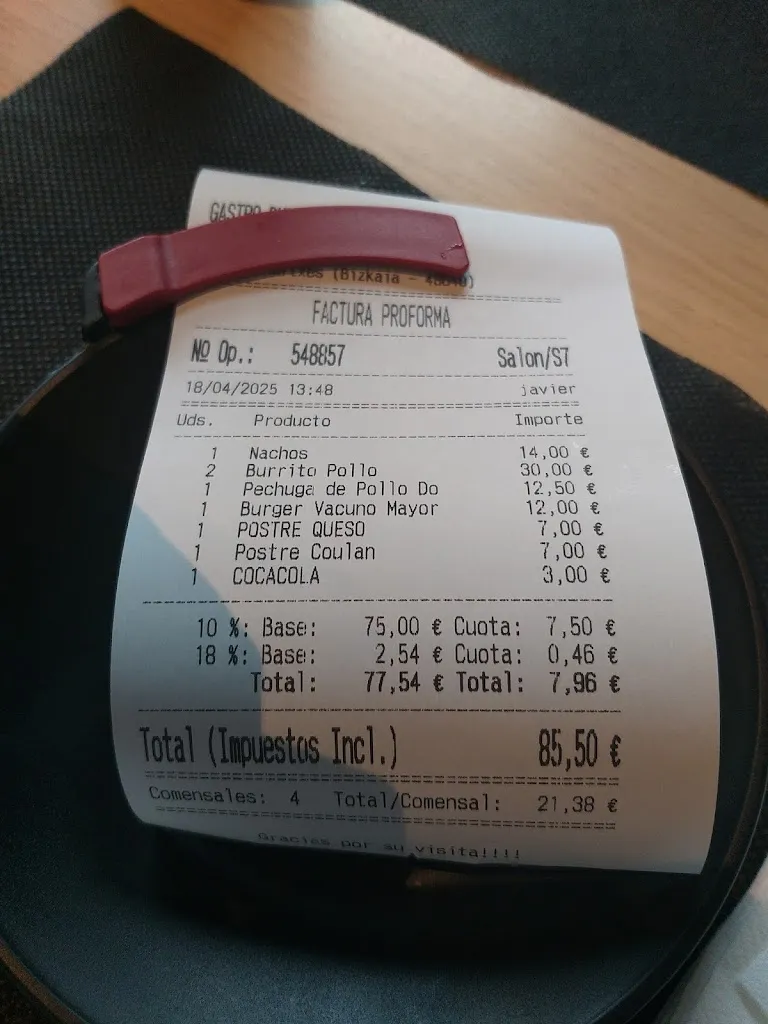 GASTRO
(Bizkaia -
FACTURA PROFORMA
Nº Op.: 548857 Salon/S7
18/04/2025 13:48 javier
Uds. Producto Importe
1 Nachos 14,00 €
2 Burrito Pollo 30,00 €
1 Pechuga de Pollo Do 12,50 €
1 Burger Vacuno Mayor 12,00 €
1 POSTRE QUESO 7,00 €
1 Postre Coulan 7,00 €
1 COCACOLA 3,00 €
10 %: Base: 75,00 € Cuota: 7,50 €
18 %: Base: 2,54 € Cuota: 0,46 €
Total: 77,54 € Total: 7,96 €
Total (Impuestos Incl.) 85,50 €
Comensales: 4 Total/Comensal: 21,38 €
Gracias por su visita!!!!